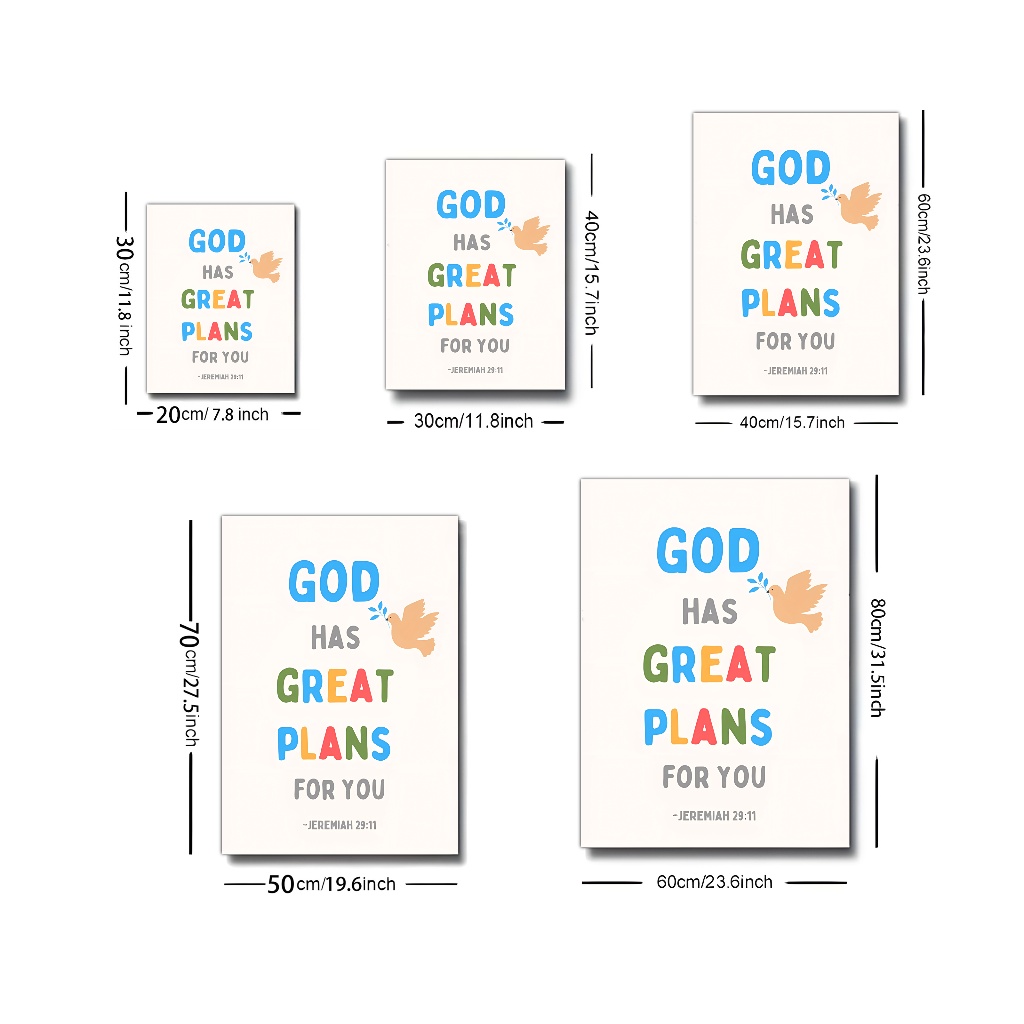 GOD
HAS
GREAT
PLANS
FOR YOU
-JEREMIAH 29:11
30cm/11.8 inch
20cm/ 7.8 inch
GOD
HAS
GREAT
PLANS
FOR YOU
-JEREMIAH 29:11
40cm/15.7inch
30cm/11.8inch
GOD
HAS
GREAT
PLANS
FOR YOU
-JEREMIAH 29:11
60cm/23.6inch
40cm/15.7inch
GOD
HAS
GREAT
PLANS
FOR YOU
-JEREMIAH 29:11
70cm/27.5inch
50cm/19.6inch
GOD
HAS
GREAT
PLANS
FOR YOU
-JEREMIAH 29:11
80cm/31.5inch
60cm/23.6inch